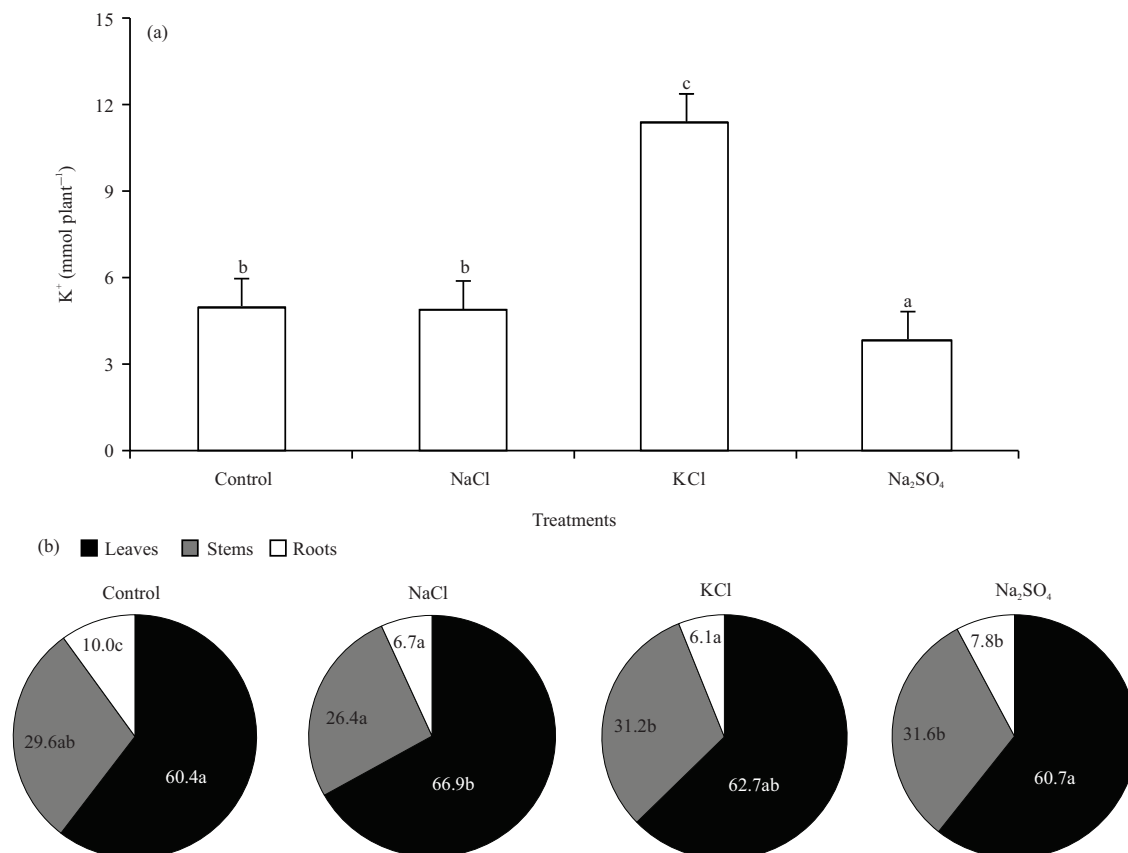 15
(a)
12
9
6
3
0
K⁺ (mmol plant⁻¹)
b
b
c
a
Control NaCl KCl Na₂SO₄
Treatments
(b) Leaves Stems Roots
Control NaCl KCl Na₂SO₄
10.0c 6.7a 6.1a 7.8b
29.6ab 26.4a 31.2b 31.6b
60.4a 66.9b 62.7ab 60.7a